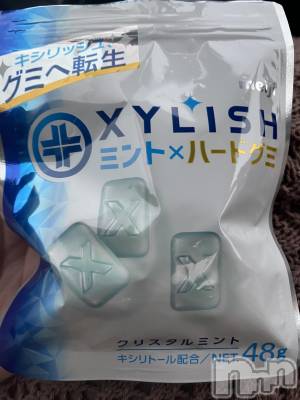 キシリッシュ、
グミへ転生
meiji
XYLISH
ミント×ハードグミ
X
X
X
クリスタルミント
キシリトール配合/NET 48g